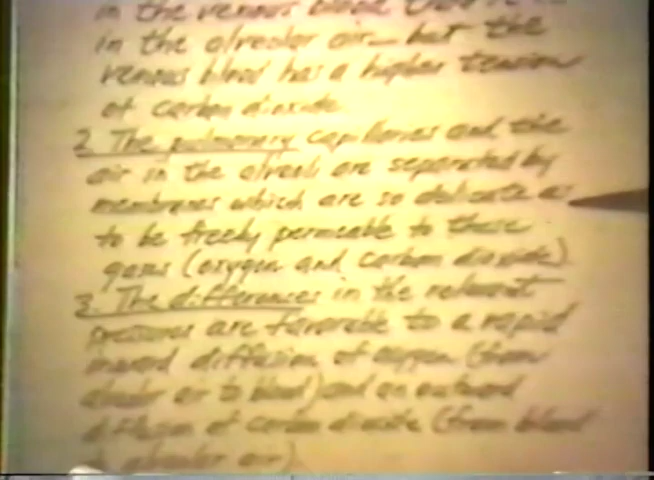 in the venous blood
in the alveolar air— but the
venous blood has a higher tension
of carbon dioxide
2. The pulmonary capillaries and the
air in the alveoli are separated by
membranes which are so delicate as
to be freely permeable to these
gases (oxygen and carbon dioxide)
3. The differences in the relevant
pressures are favorable to a rapid
inward diffusion of oxygen (from
alveolar air to blood) and an outward
diffusion of carbon dioxide (from blood
to alveolar air)